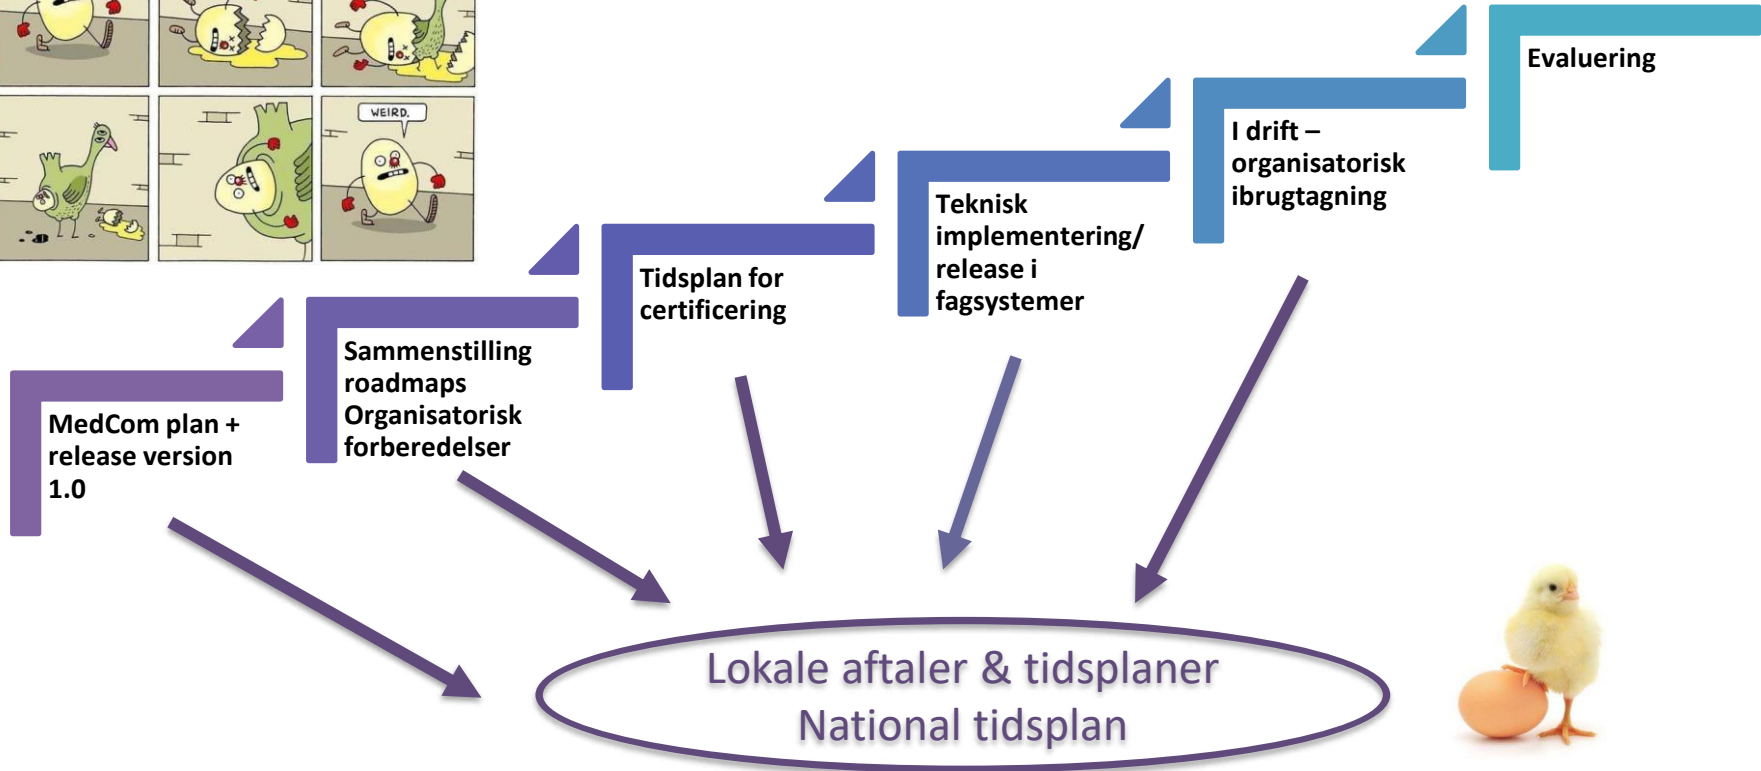 WEIRD.
MedCom plan +
release version
1.0
Sammenstilling
roadmaps
Organisatorisk
forberedelser
Tidsplan for
certificering
Teknisk
implementering/
release i
fagsystemer
I drift –
organisatorisk
ibrugtagning
Evaluering
Lokale aftaler & tidsplaner
National tidsplan